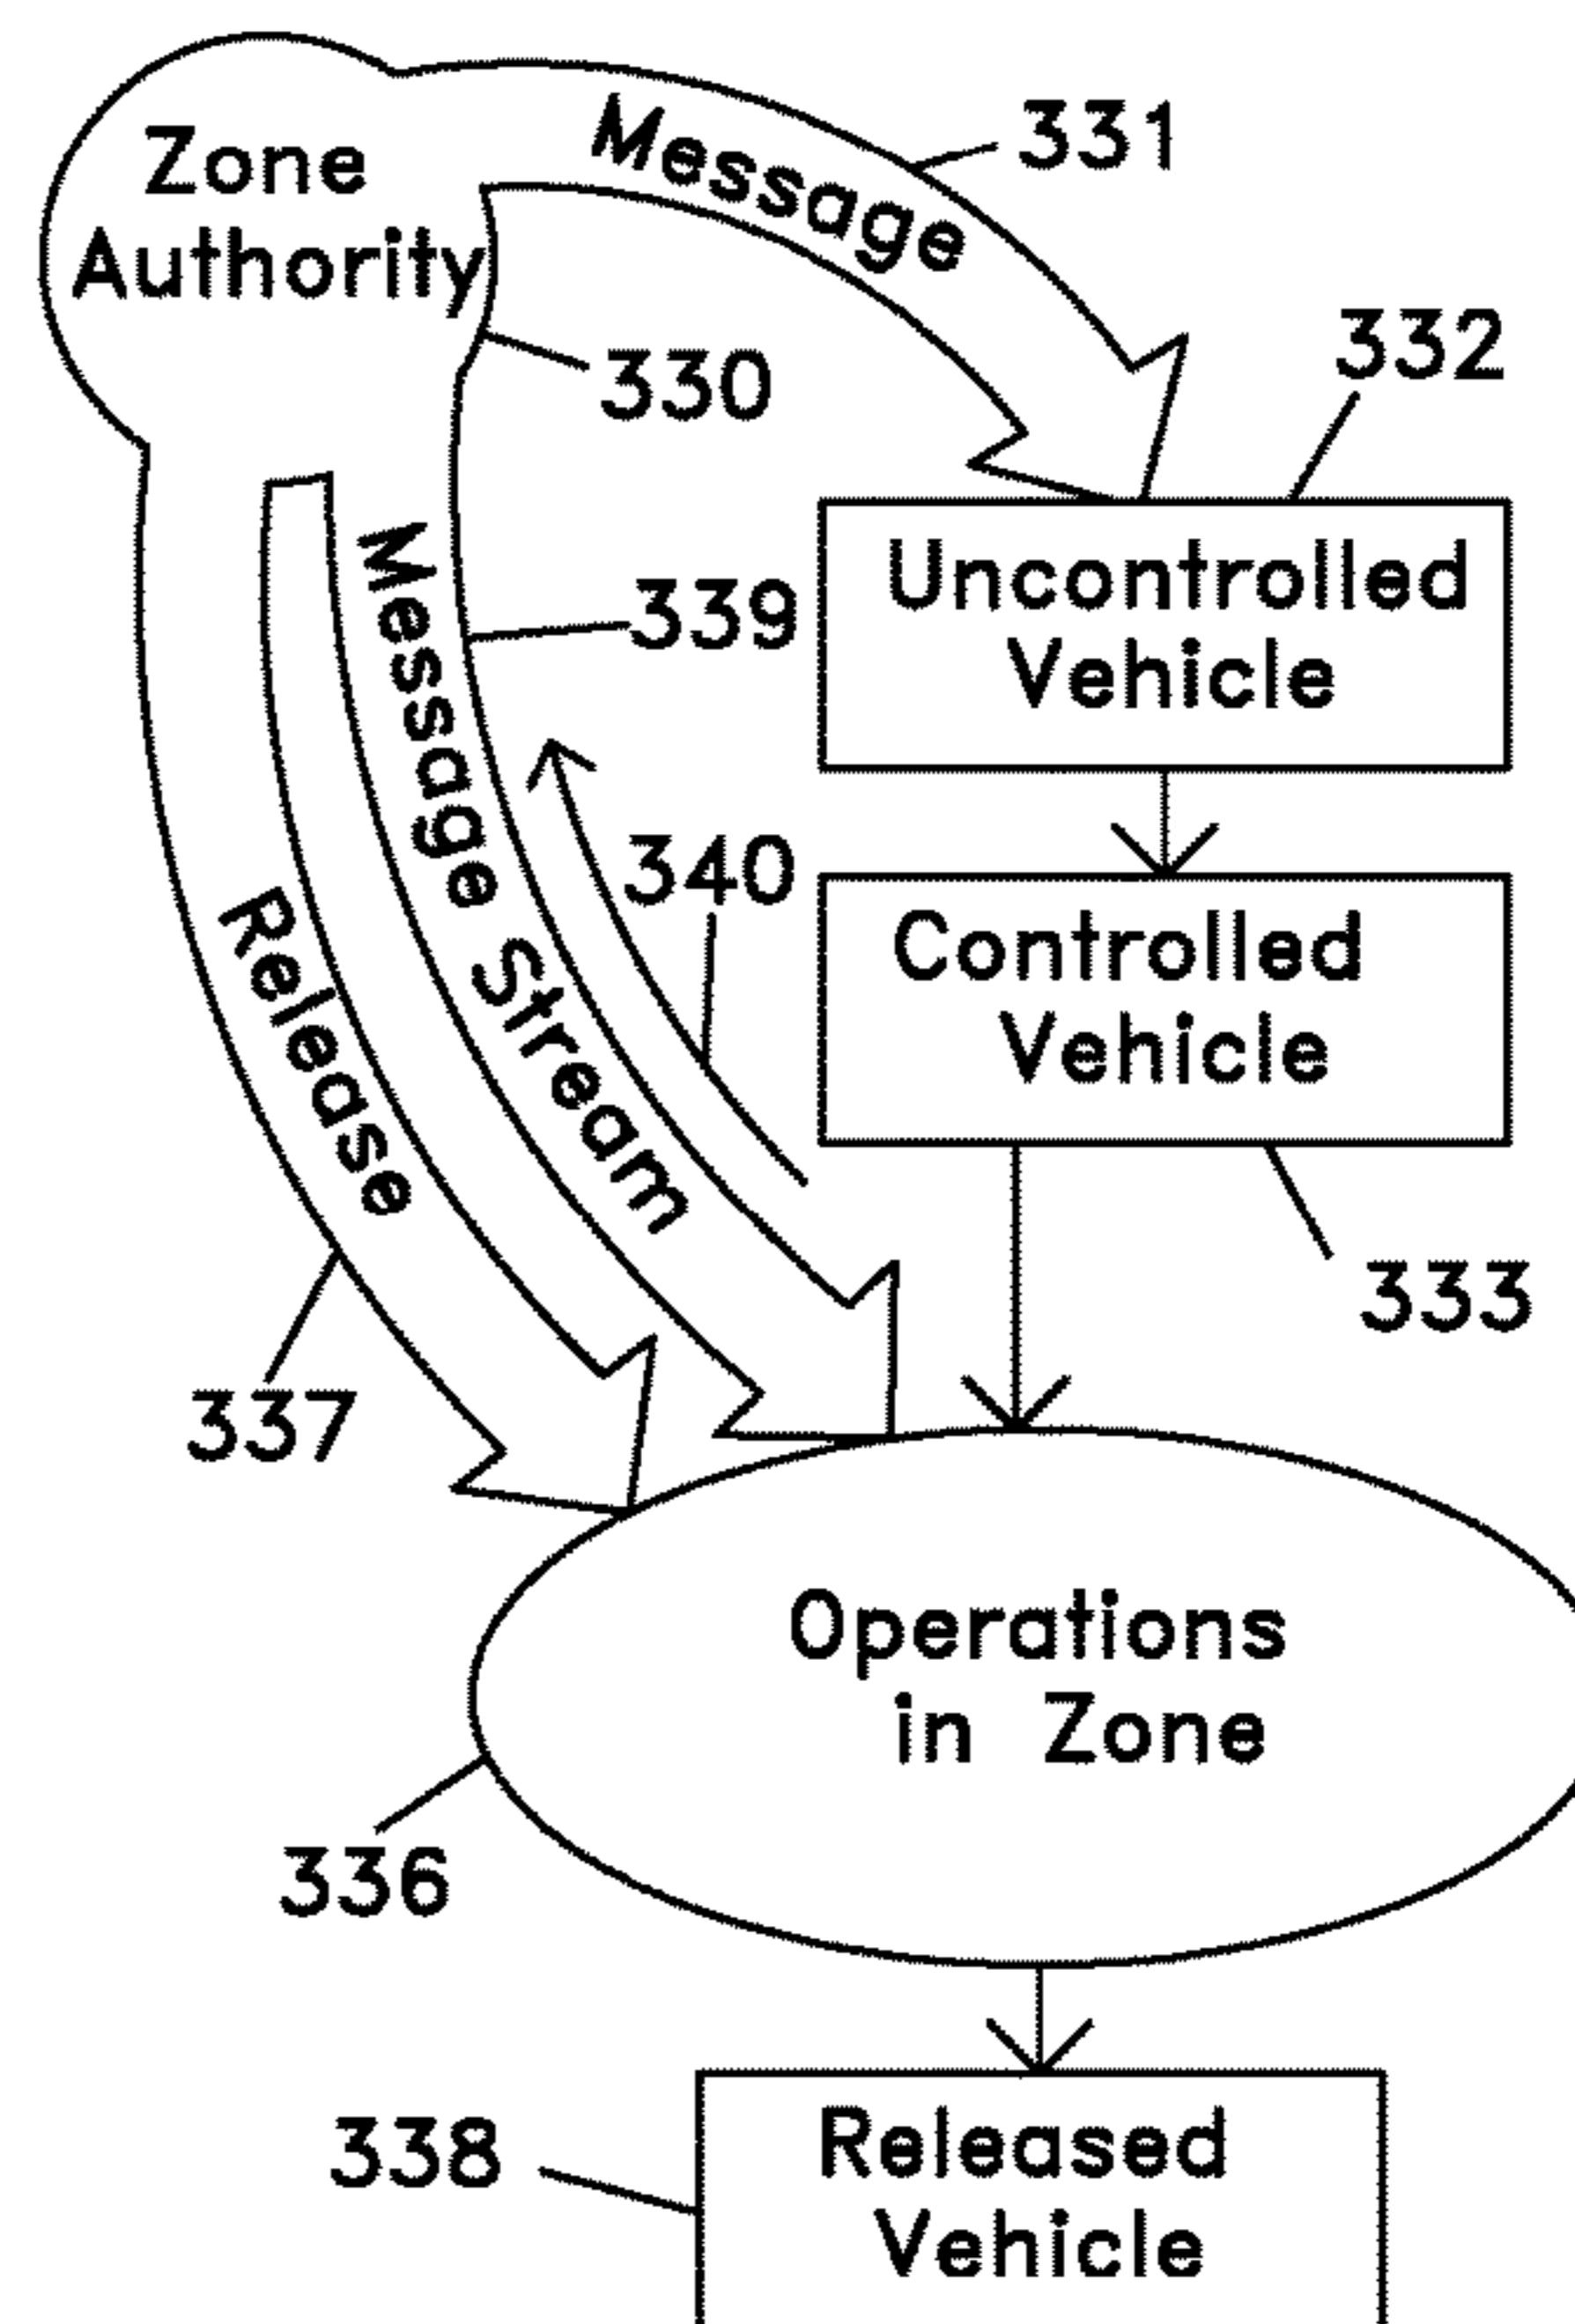 Zone
Authority
Message
331
330
332
Uncontrolled
Vehicle
339
Message Stream
340
Controlled
Vehicle
Release
333
337
Operations
in Zone
336
338
Released
Vehicle